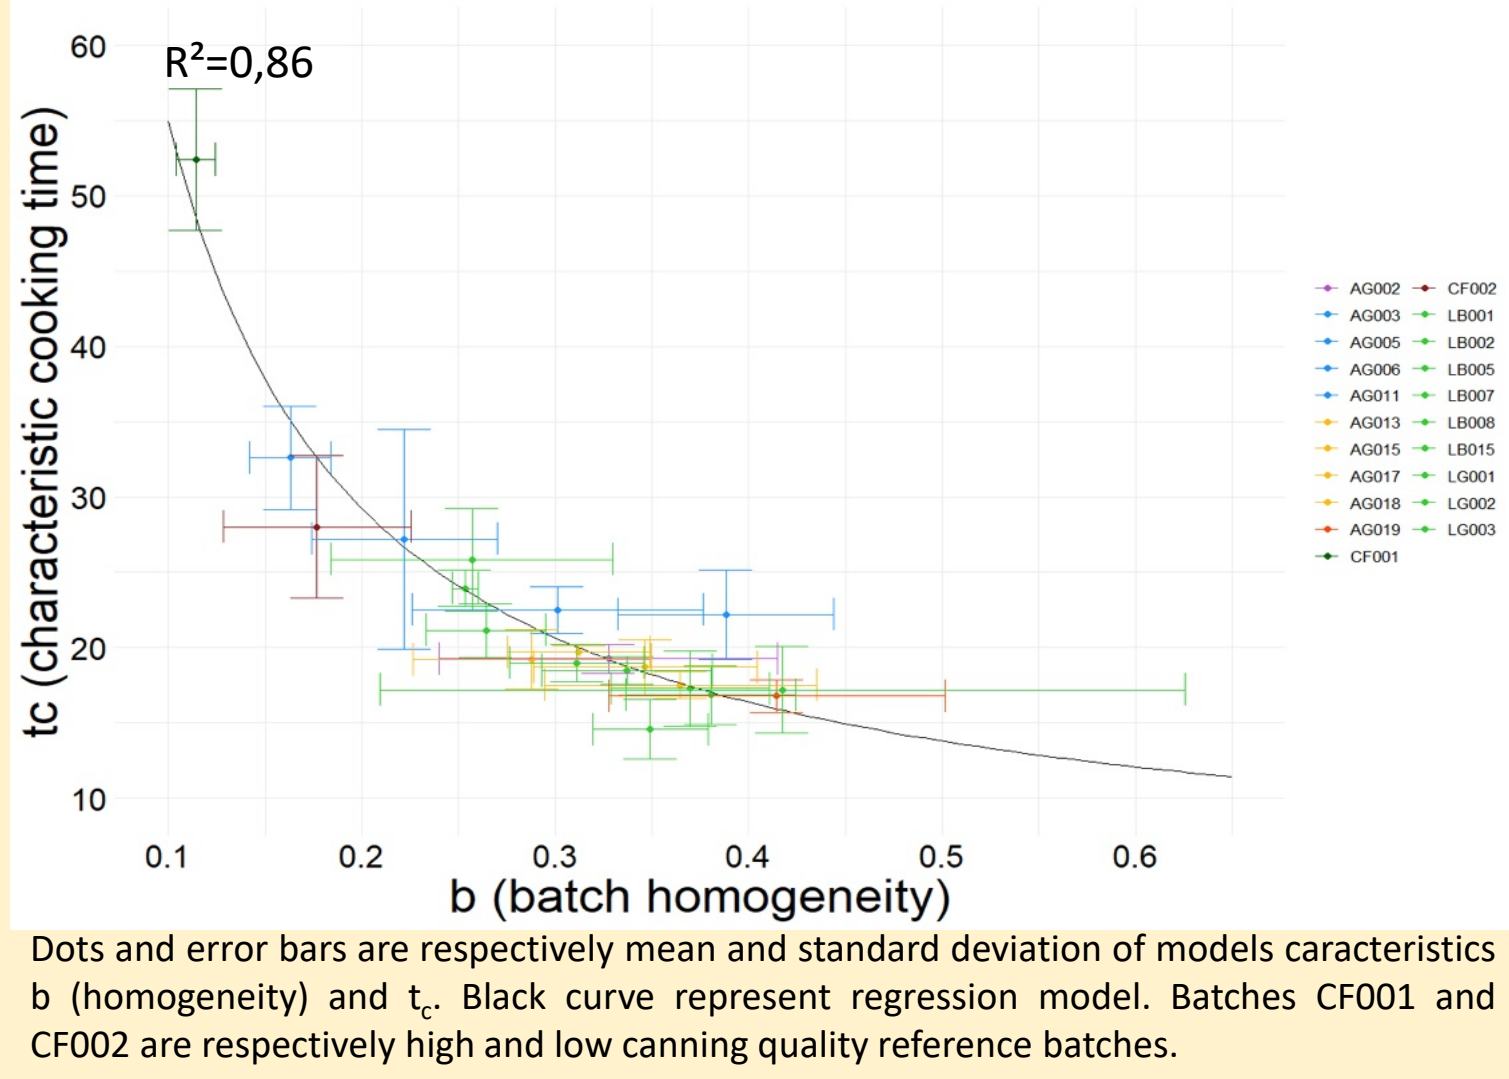 R²=0,86
tc (characteristic cooking time)
60
50
40
30
20
10
0.1 0.2 0.3 0.4 0.5 0.6
b (batch homogeneity)
AG002 CF002
AG003 LB001
AG005 LB002
AG006 LB005
AG011 LB007
AG013 LB008
AG015 LB015
AG017 LG001
AG018 LG002
AG019 LG003
CF001
Dots and error bars are respectively mean and standard deviation of models caracteristics
b (homogeneity) and tc. Black curve represent regression model. Batches CF001 and
CF002 are respectively high and low canning quality reference batches.